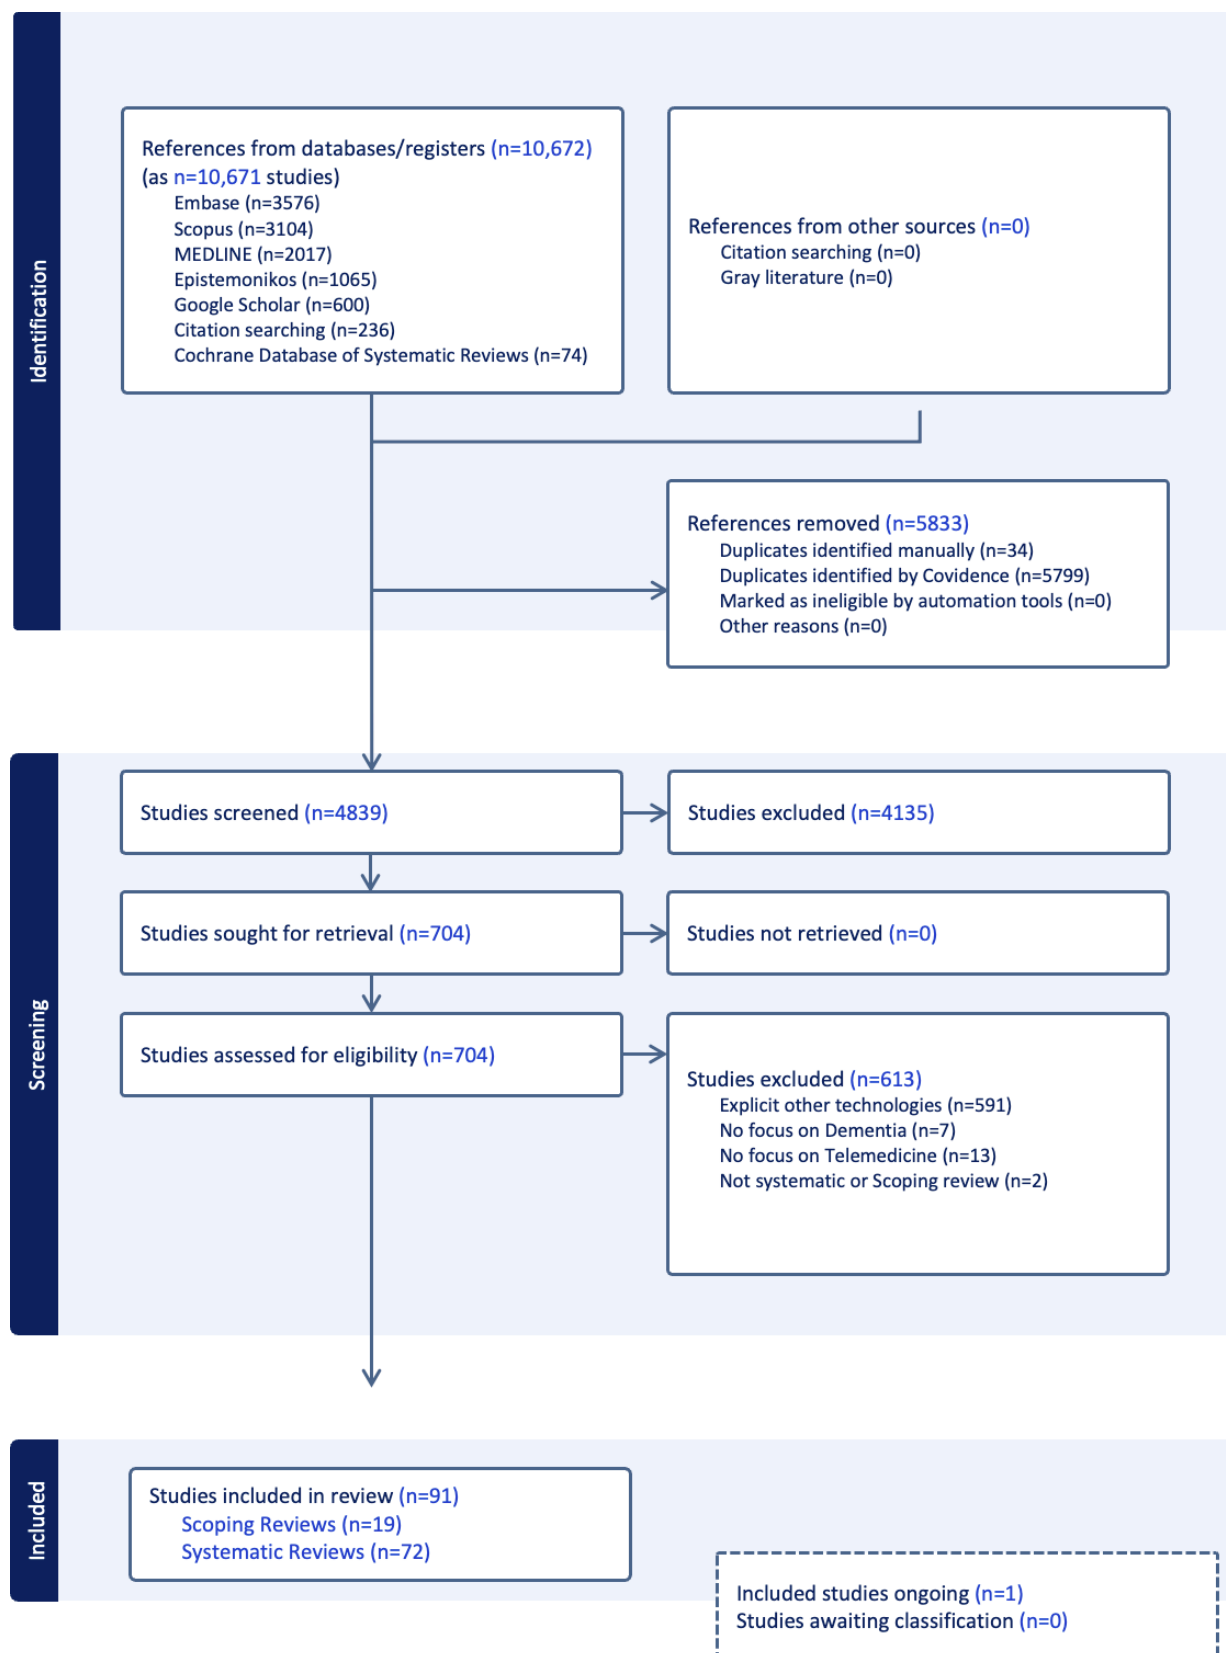 Identification
References from databases/registers (n=10,672)
(as n=10,671 studies)
Embase (n=3576)
Scopus (n=3104)
MEDLINE (n=2017)
Epistemonikos (n=1065)
Google Scholar (n=600)
Citation searching (n=236)
Cochrane Database of Systematic Reviews (n=74)
References from other sources (n=0)
Citation searching (n=0)
Gray literature (n=0)
References removed (n=5833)
Duplicates identified manually (n=34)
Duplicates identified by Covidence (n=5799)
Marked as ineligible by automation tools (n=0)
Other reasons (n=0)
Screening
Studies screened (n=4839)
Studies excluded (n=4135)
Studies sought for retrieval (n=704)
Studies not retrieved (n=0)
Studies assessed for eligibility (n=704)
Studies excluded (n=613)
Explicit other technologies (n=591)
No focus on Dementia (n=7)
No focus on Telemedicine (n=13)
Not systematic or Scoping review (n=2)
Included
Studies included in review (n=91)
Scoping Reviews (n=19)
Systematic Reviews (n=72)
Included studies ongoing (n=1)
Studies awaiting classification (n=0)